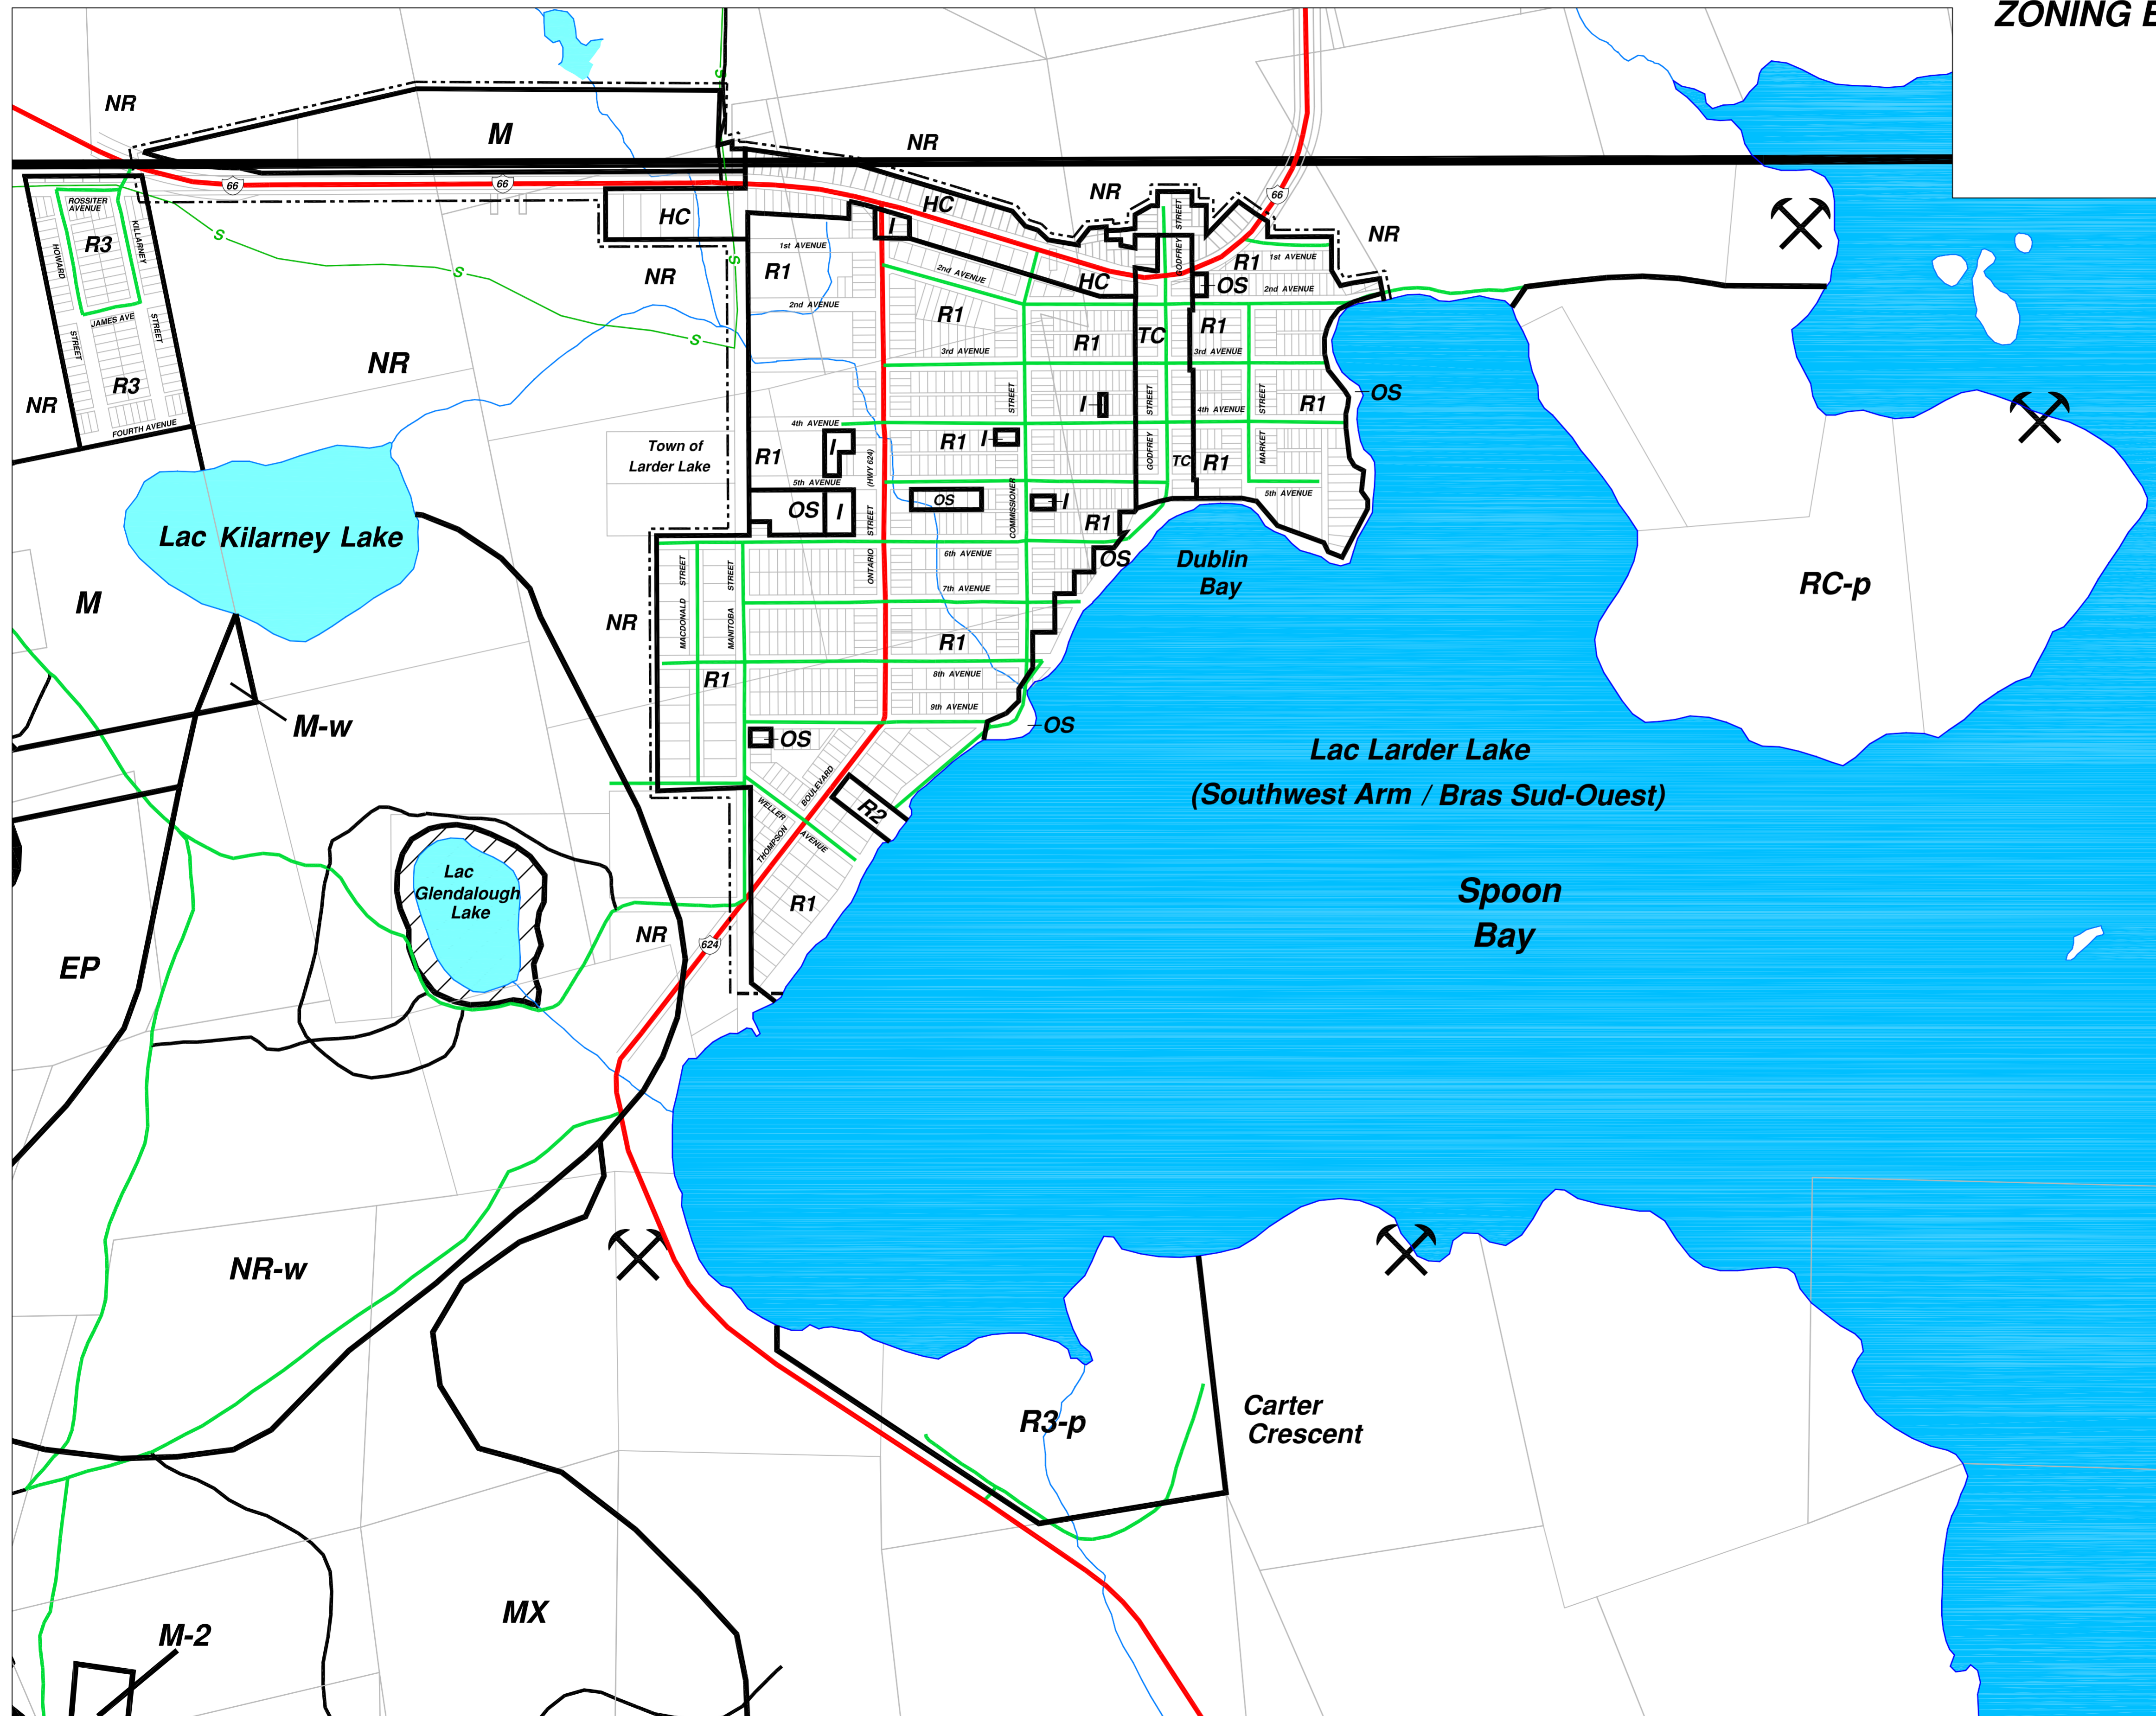 ZONING
NR
M
NR
66
66
66
NR
HC
HC
I
NR
ROSSITER
AVENUE
HOWARD
KILLARNEY
R3
JAMES AVE
STREET
STREET
R3
NR
FOURTH AVENUE
S
S
S
S
S
NR
NR
1st AVENUE
R1
2nd AVENUE
2nd AVENUE
R1
3rd AVENUE
HC
STREET
GODFREY
R1
1st AVENUE
OS
2nd AVENUE
TC
R1
R1
3rd AVENUE
OS
STREET
I
STREET
4th AVENUE
STREET
R1
4th AVENUE
R1
I
I
GODFREY
TC
R1
MARKET
Town of
Larder Lake
R1
(HWY 624)
5th AVENUE
5th AVENUE
OS
I
OS
I
COMMISSIONER
R1
STREET
ONTARIO
6th AVENUE
OS
Dublin
Bay
7th AVENUE
STREET
MACDONALD
STREET
MANITOBA
NR
R1
R1
8th AVENUE
9th AVENUE
OS
OS
BOULEVARD
THOMPSON
WELLER
AVENUE
R2
R1
NR
624
Lac Kilarney Lake
M
M-w
Lac
Glendalough
Lake
EP
RC-p
Lac Larder Lake
(Southwest Arm / Bras Sud-Ouest)
Spoon
Bay
NR-w
R3-p
Carter
Crescent
MX
M-2